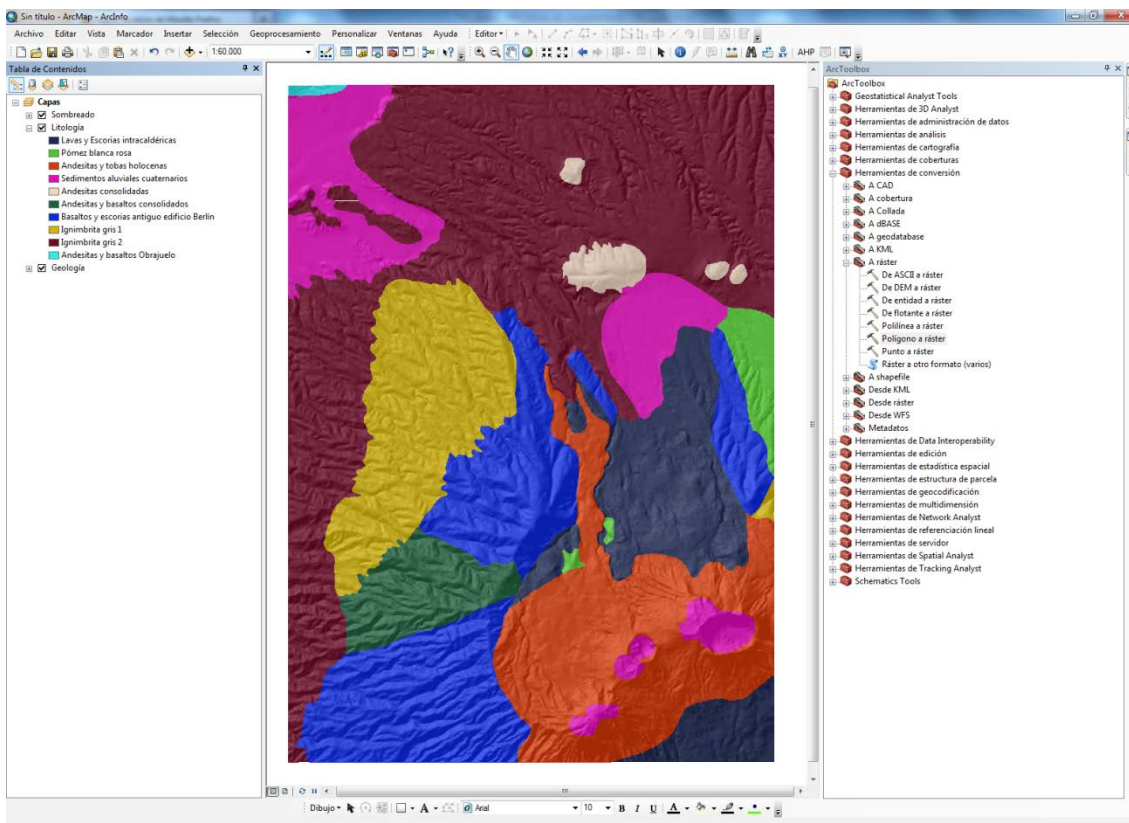 Sin título - ArcMap - ArcInfo
Archivo Editar Vista Marcador Insertar Selección Geoprocesamiento Personalizar Ventanas Ayuda Editor
1:60.000 AHP
Tabla de Contenidos
Capas
Sombreado
Litología
Lavas y Escorias intracaldéricas
Pómez blanca rosa
Andesitas y tobas holocenas
Sedimentos aluviales cuaternarios
Andesitas consolidadas
Andesitas y basaltos consolidados
Basaltos y escorias antiguo edificio Berlín
Ignimbrita gris 1
Ignimbrita gris 2
Andesitas y basaltos Obrajuelo
Geología
ArcToolbox
ArcToolbox
Geostatistical Analyst Tools
Herramientas de 3D Analyst
Herramientas de administración de datos
Herramientas de análisis
Herramientas de cartografía
Herramientas de coberturas
Herramientas de conversión
A CAD
A cobertura
A Collada
A dBASE
A geodatabase
A KML
A ráster
De ASCII a ráster
De DEM a ráster
De entidad a ráster
De flotante a ráster
Polilínea a ráster
Polígono a ráster
Punto a ráster
Ráster a otro formato (varios)
A shapefile
Desde KML
Desde ráster
Desde WFS
Metadatos
Herramientas de Data Interoperability
Herramientas de edición
Herramientas de estadística espacial
Herramientas de estructura de parcela
Herramientas de geocodificación
Herramientas de multidimensión
Herramientas de Network Analyst
Herramientas de referenciación lineal
Herramientas de servidor
Herramientas de Spatial Analyst
Herramientas de Tracking Analyst
Schematics Tools
Dibujo A Arial 10 B I U A